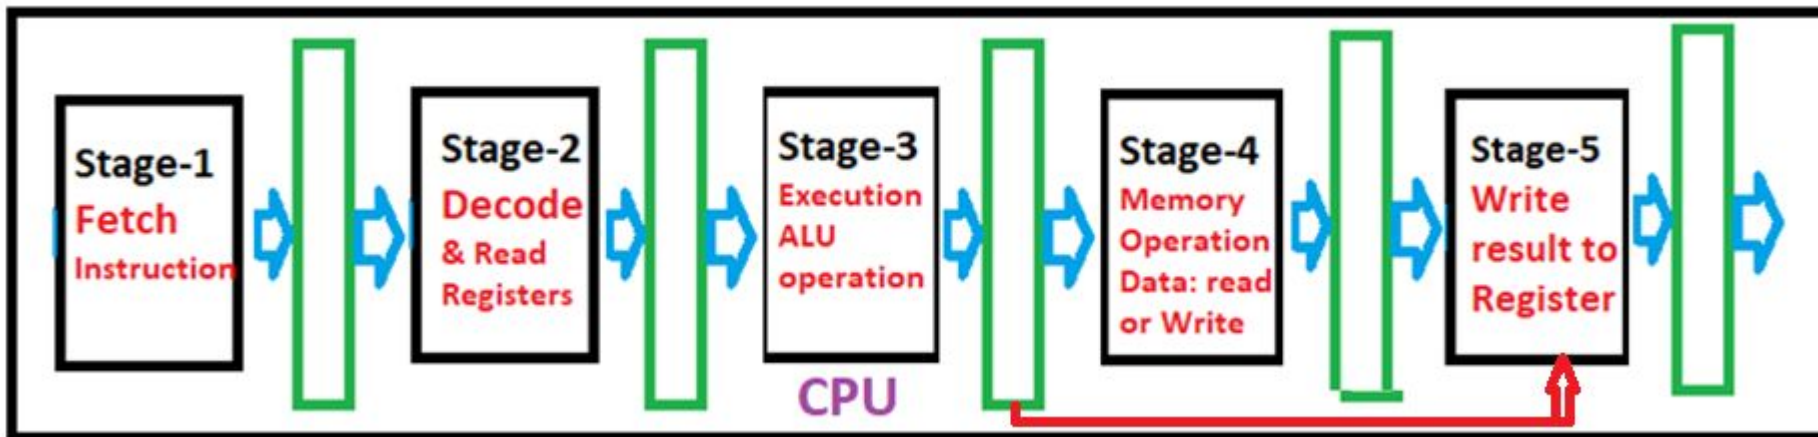 Stage-1
Fetch
Instruction
Stage-2
Decode
& Read
Registers
Stage-3
Execution
ALU
operation
Stage-4
Memory
Operation
Data: read
or Write
Stage-5
Write
result to
Register
CPU